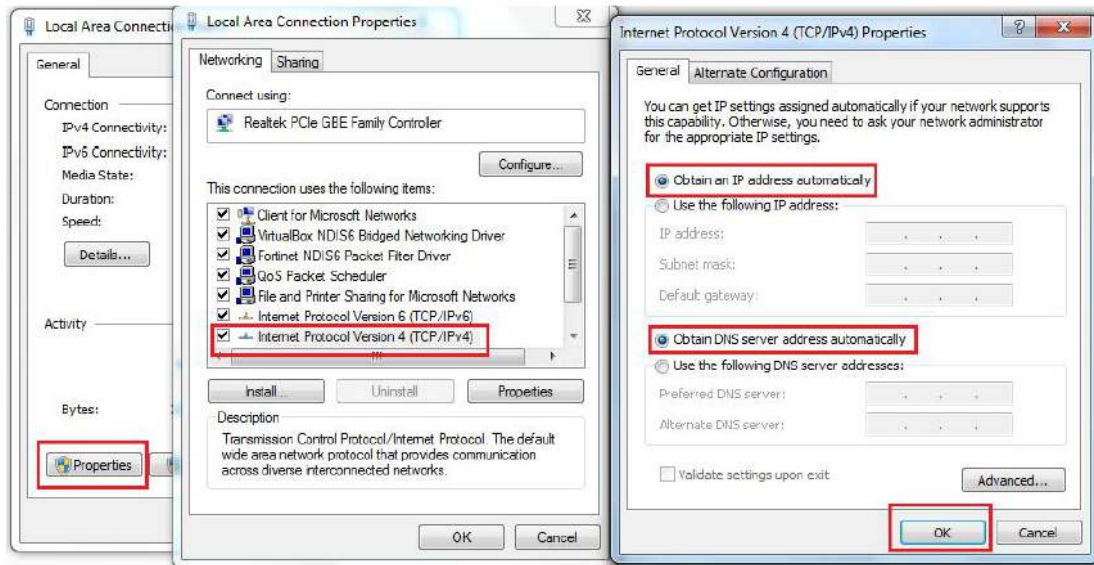 Local Area Connecti
General
Connection
IPv4 Connectivity:
IPv6 Connectivity:
Media State:
Duration:
Speed:
Details...
Activity
Bytes:
Properties
Local Area Connection Properties
Networking
Sharing
Connect using:
Realtek PCIe GBE Family Controller
Configure...
This connection uses the following items:
Client for Microsoft Networks
VirtualBox NDIS6 Bridged Networking Driver
Fortinet NDIS6 Packet Filter Driver
QoS Packet Scheduler
File and Printer Sharing for Microsoft Networks
Internet Protocol Version 6 (TCP/IPv6)
Internet Protocol Version 4 (TCP/IPv4)
Install...
Uninstall
Properties
Description
Transmission Control Protocol/Internet Protocol. The default
wide area network protocol that provides communication
across diverse interconnected networks.
OK
Cancel
Internet Protocol Version 4 (TCP/IPv4) Properties
General
Alternate Configuration
You can get IP settings assigned automatically if your network supports
this capability. Otherwise, you need to ask your network administrator
for the appropriate IP settings.
Obtain an IP address automatically
Use the following IP address:
IP address:
Subnet mask:
Default gateway:
Obtain DNS server address automatically
Use the following DNS server addresses:
Preferred DNS server:
Alternate DNS server:
Validate settings upon exit
Advanced...
OK
Cancel